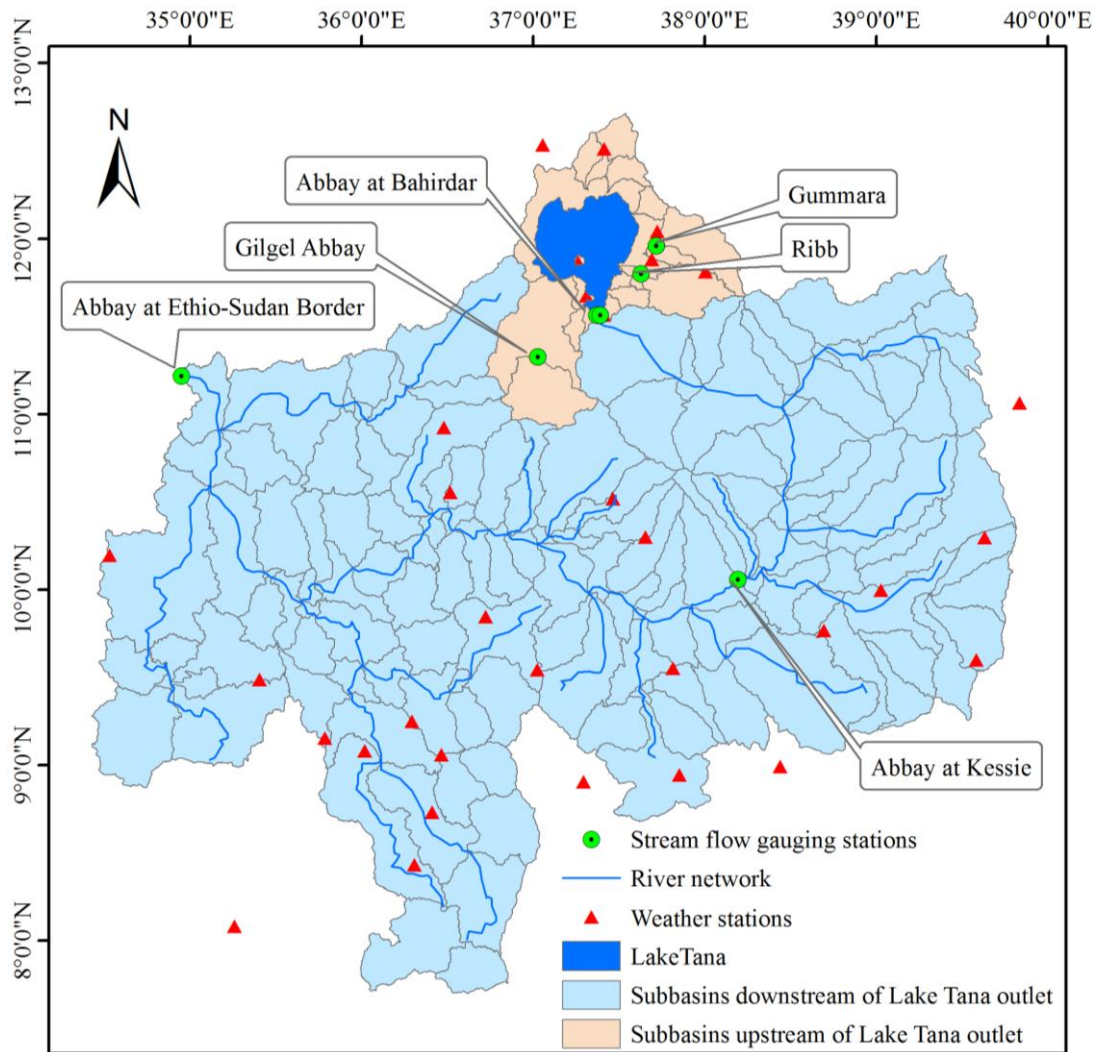 35°0'0"E 36°0'0"E 37°0'0"E 38°0'0"E 39°0'0"E 40°0'0"E
13°0'0"N
12°0'0"N
11°0'0"N
10°0'0"N
9°0'0"N
8°0'0"N
N
Abbay at Bahirdar
Gummara
Gilgel Abbay
Ribb
Abbay at Ethio-Sudan Border
Abbay at Kessie
Stream flow gauging stations
River network
Weather stations
LakeTana
Subbasins downstream of Lake Tana outlet
Subbasins upstream of Lake Tana outlet